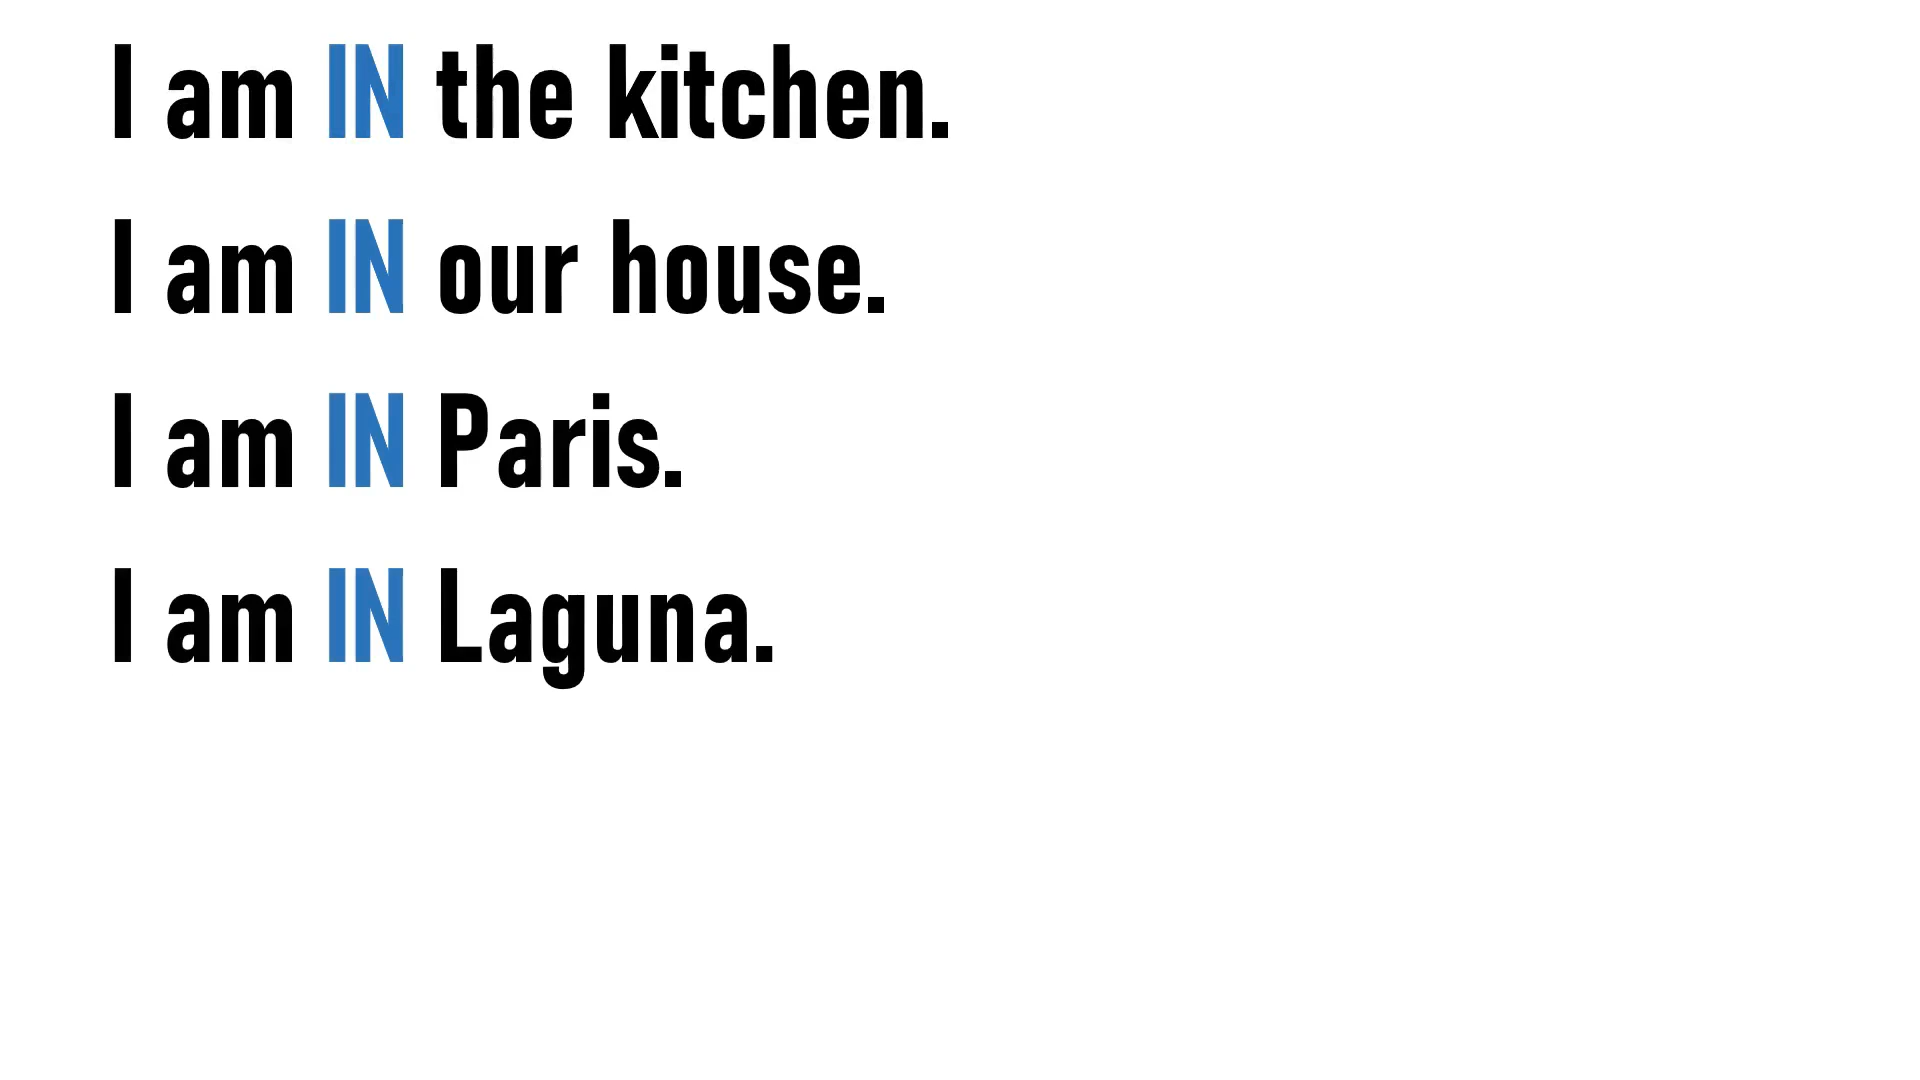 I am IN the kitchen.
I am IN our house.
I am IN Paris.
I am IN Laguna.